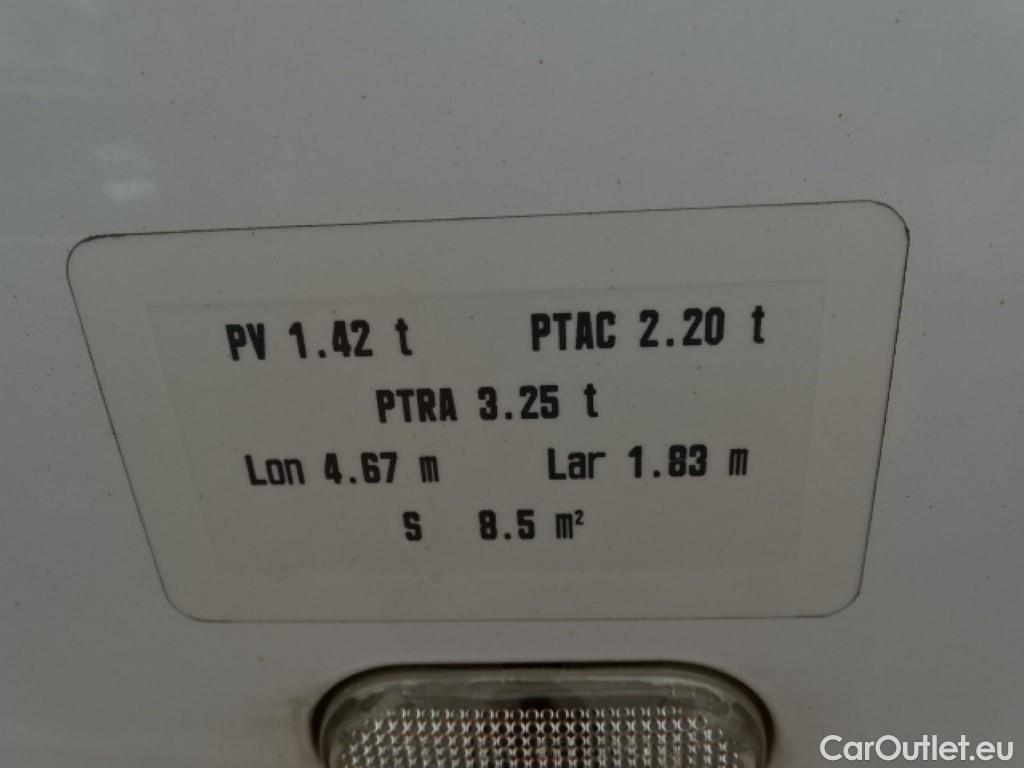 PV 1.42 t PTAC 2.20 t
PTRA 3.25 t
Lon 4.67 m Lar 1.83 m
S 8.5 m²
CarOutlet.eu